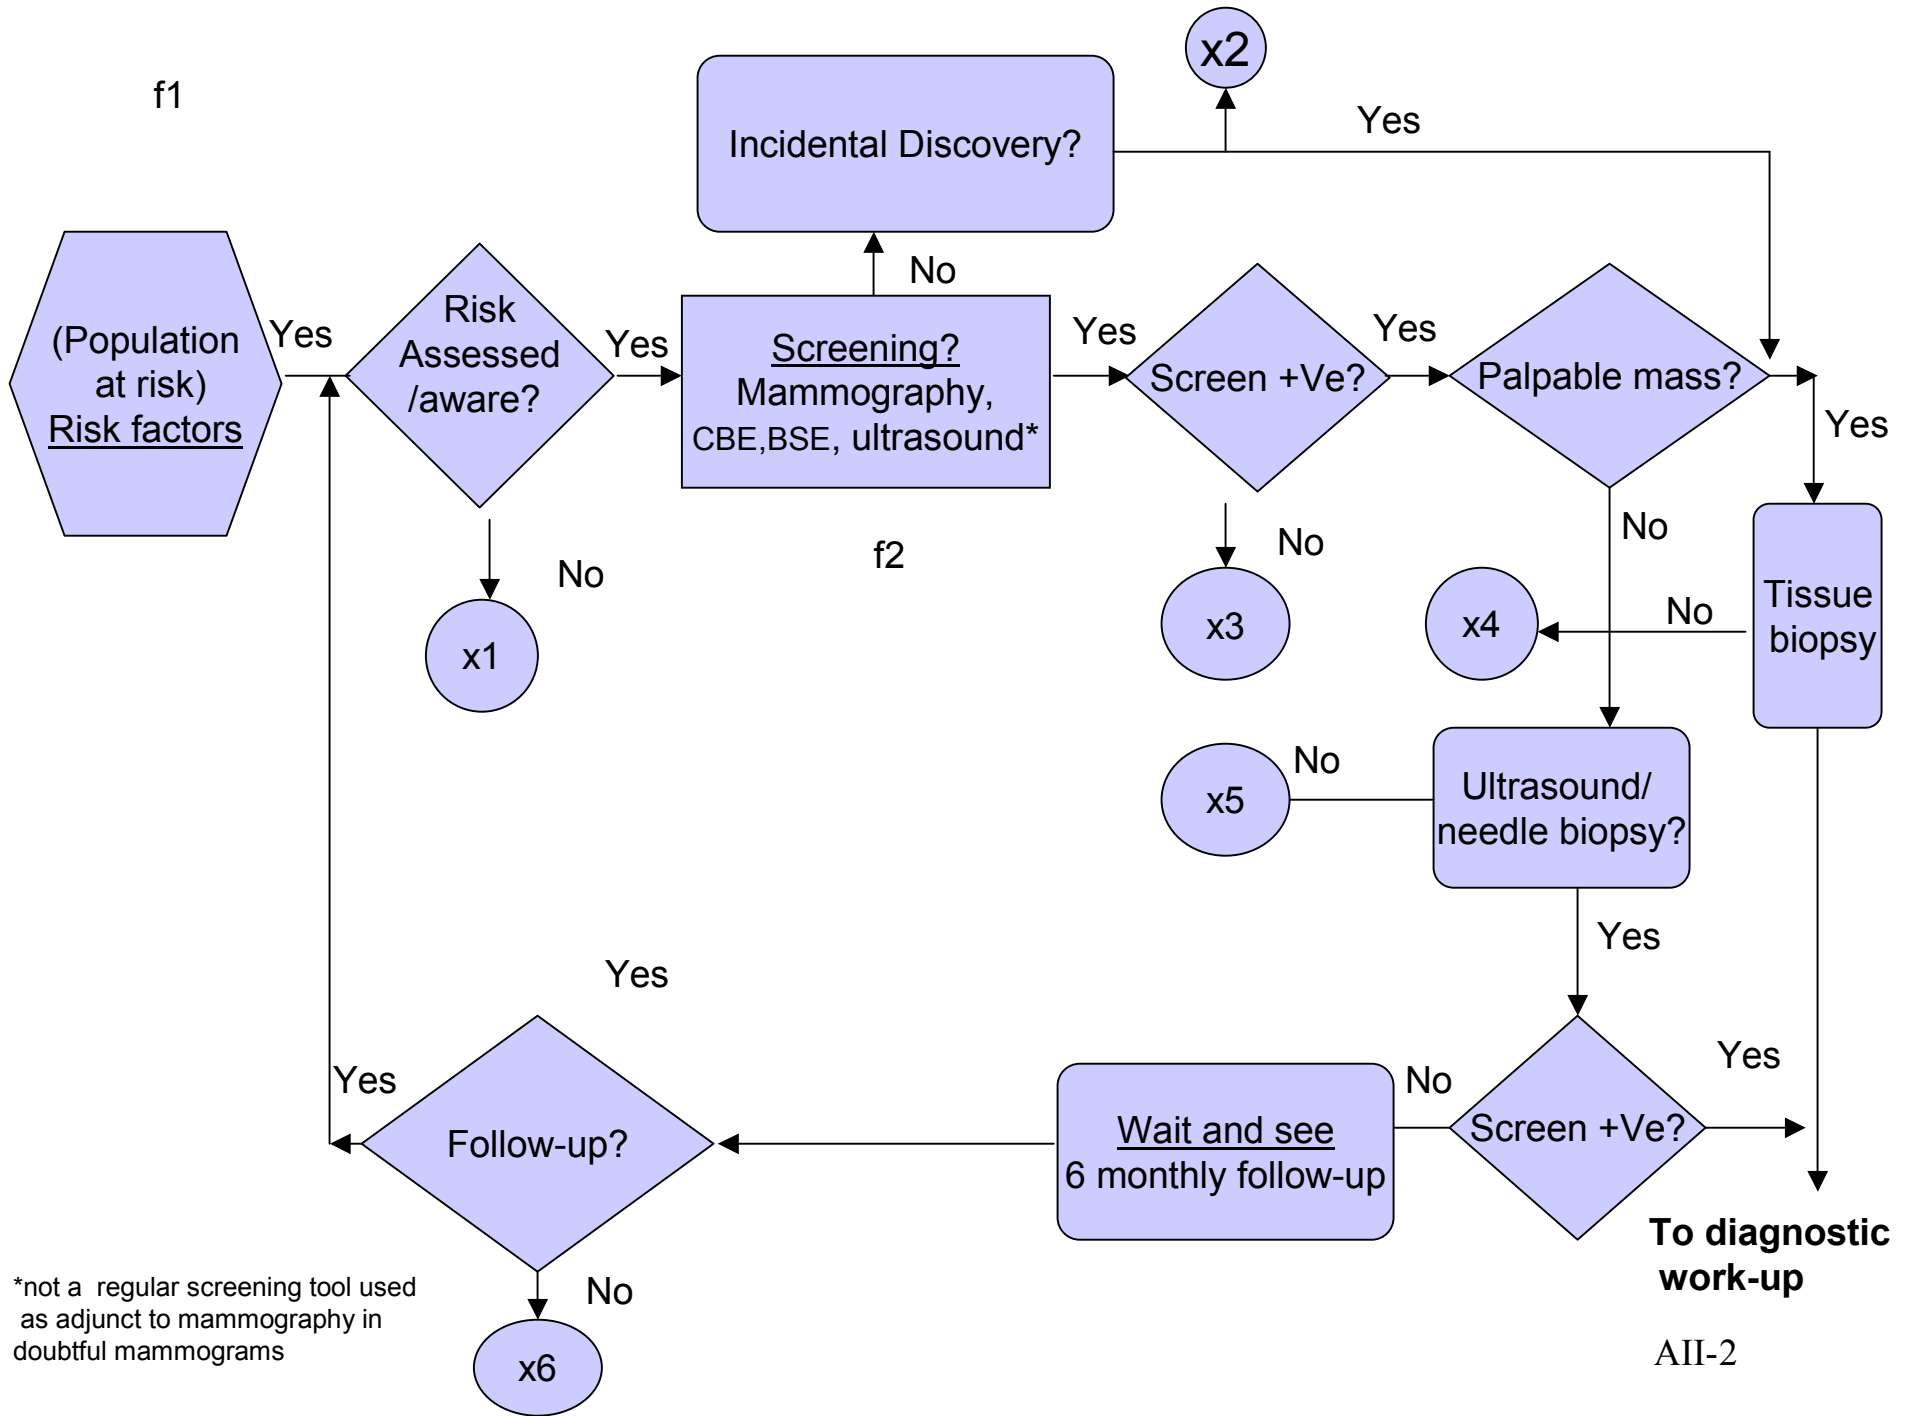 x2
f1
Yes
Incidental Discovery?
No
(Population
at risk)
Risk factors
Yes
Risk
Assessed
/aware?
Yes
Screening?
Mammography,
CBE,BSE, ultrasound*
Yes
Screen +Ve?
Yes
Palpable mass?
Yes
No
x1
f2
No
x3
No
x4
No
Tissue
biopsy
x5
No
Ultrasound/
needle biopsy?
Yes
Yes
Yes
Follow-up?
Wait and see
6 monthly follow-up
No
Screen +Ve?
Yes
To diagnostic
work-up
*not a regular screening tool used
as adjunct to mammography in
doubtful mammograms
No
x6
AII-2